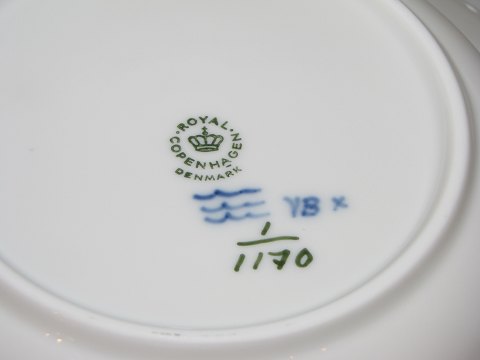 ROYAL
COPENHAGEN
DENMARK
YB x
1
1170